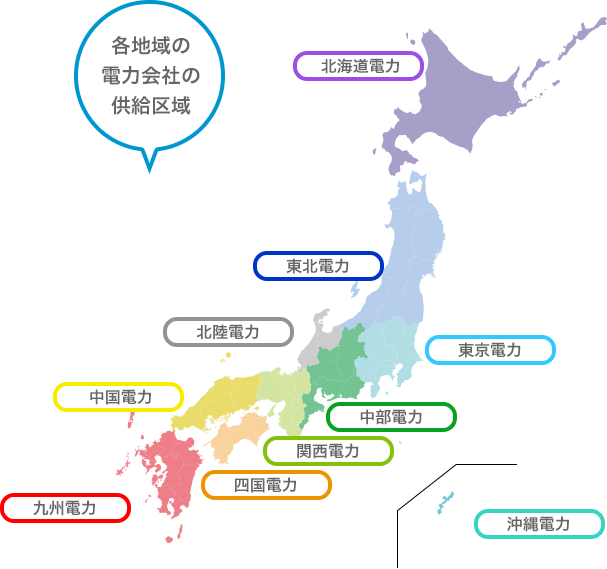 各地域の
電力会社の
供給区域
北海道電力
東北電力
北陸電力
東京電力
中国電力
中部電力
関西電力
四国電力
九州電力
沖縄電力